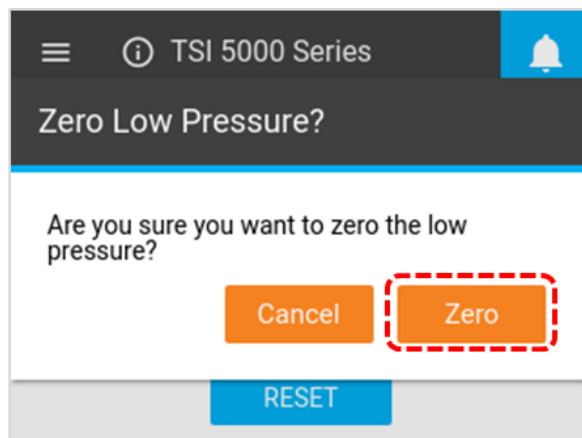 TSI 5000 Series
Zero Low Pressure?
Are you sure you want to zero the low
pressure?
Cancel Zero
RESET